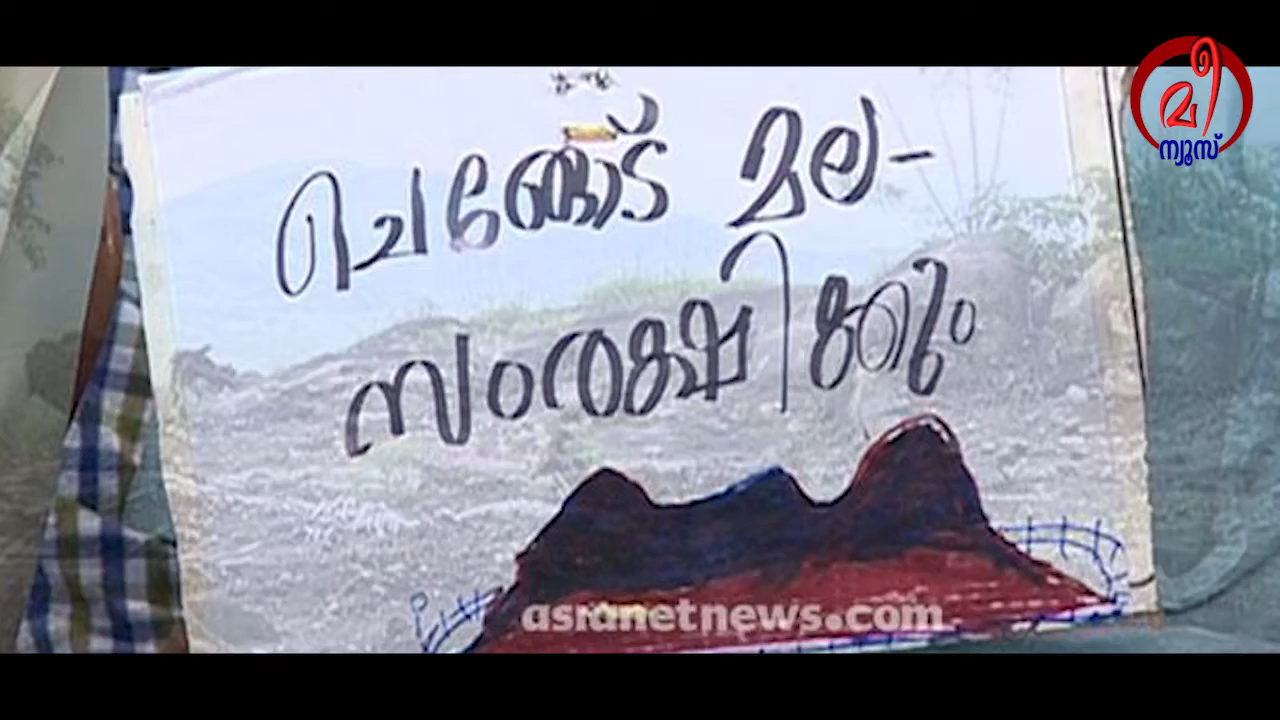 മീ
ന്യൂസ്
ചെങ്ങോട് മല-
സംരക്ഷിക്കും
asianetnews.com